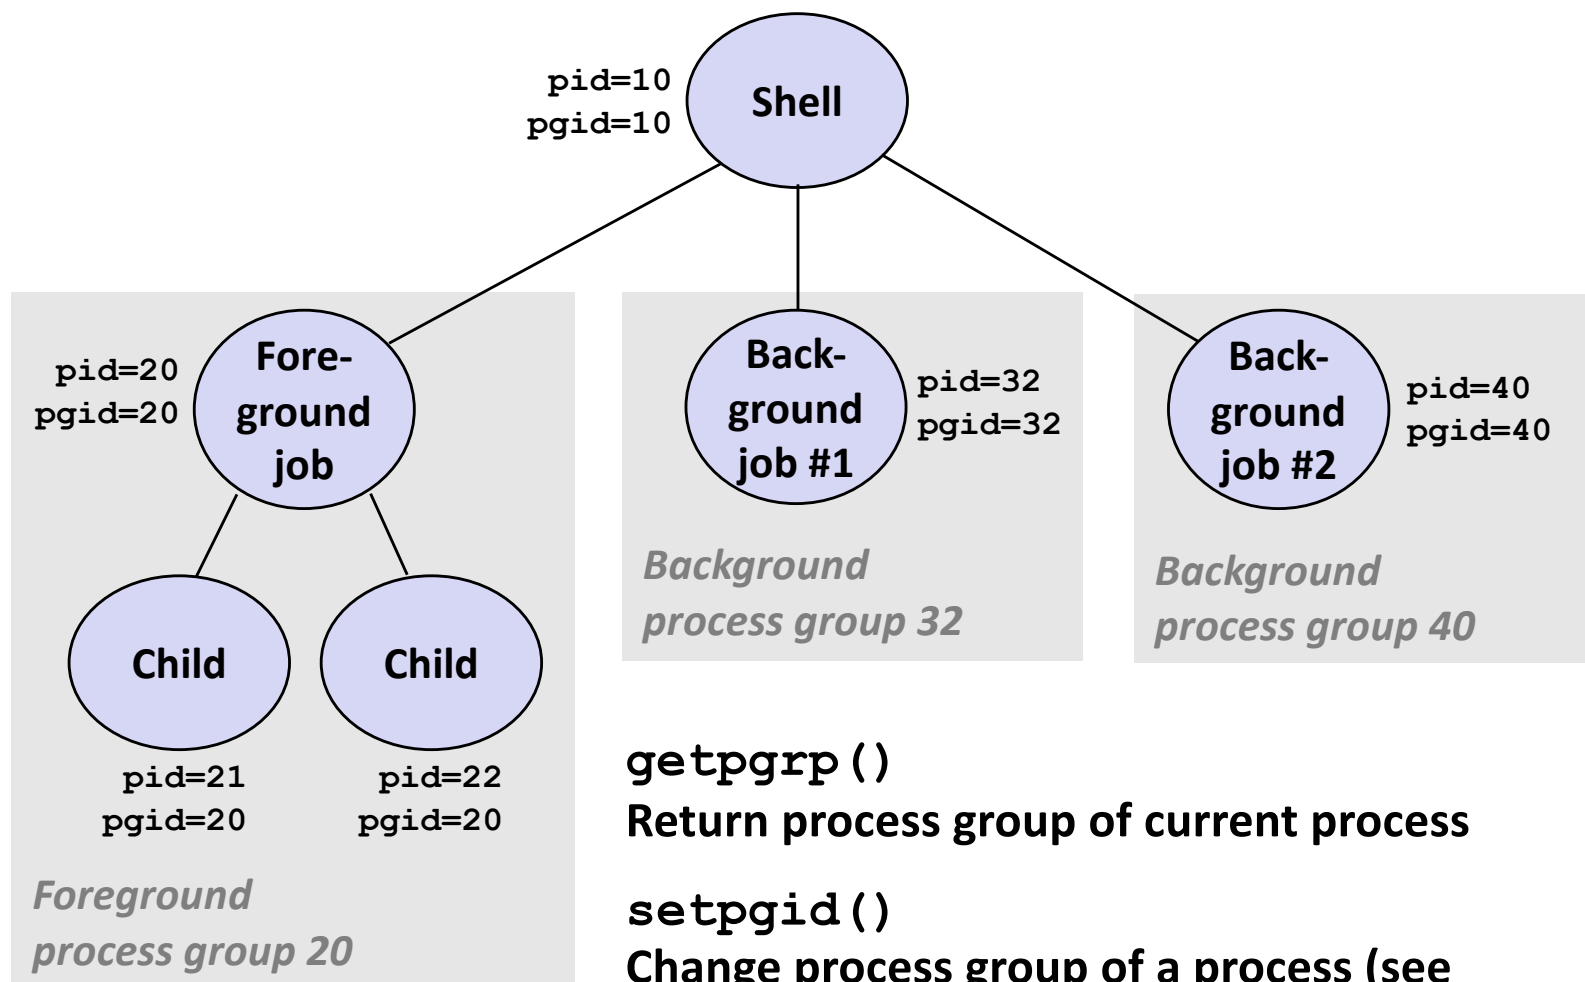 pid=10
pgid=10
Shell
pid=20
pgid=20
Fore-
ground
job
Back-
ground
job #1
pid=32
pgid=32
Back-
ground
job #2
pid=40
pgid=40
Background
process group 32
Background
process group 40
Child
Child
pid=21
pgid=20
pid=22
pgid=20
Foreground
process group 20
getpgrp()
Return process group of current process
setpgid()
Change process group of a process (see